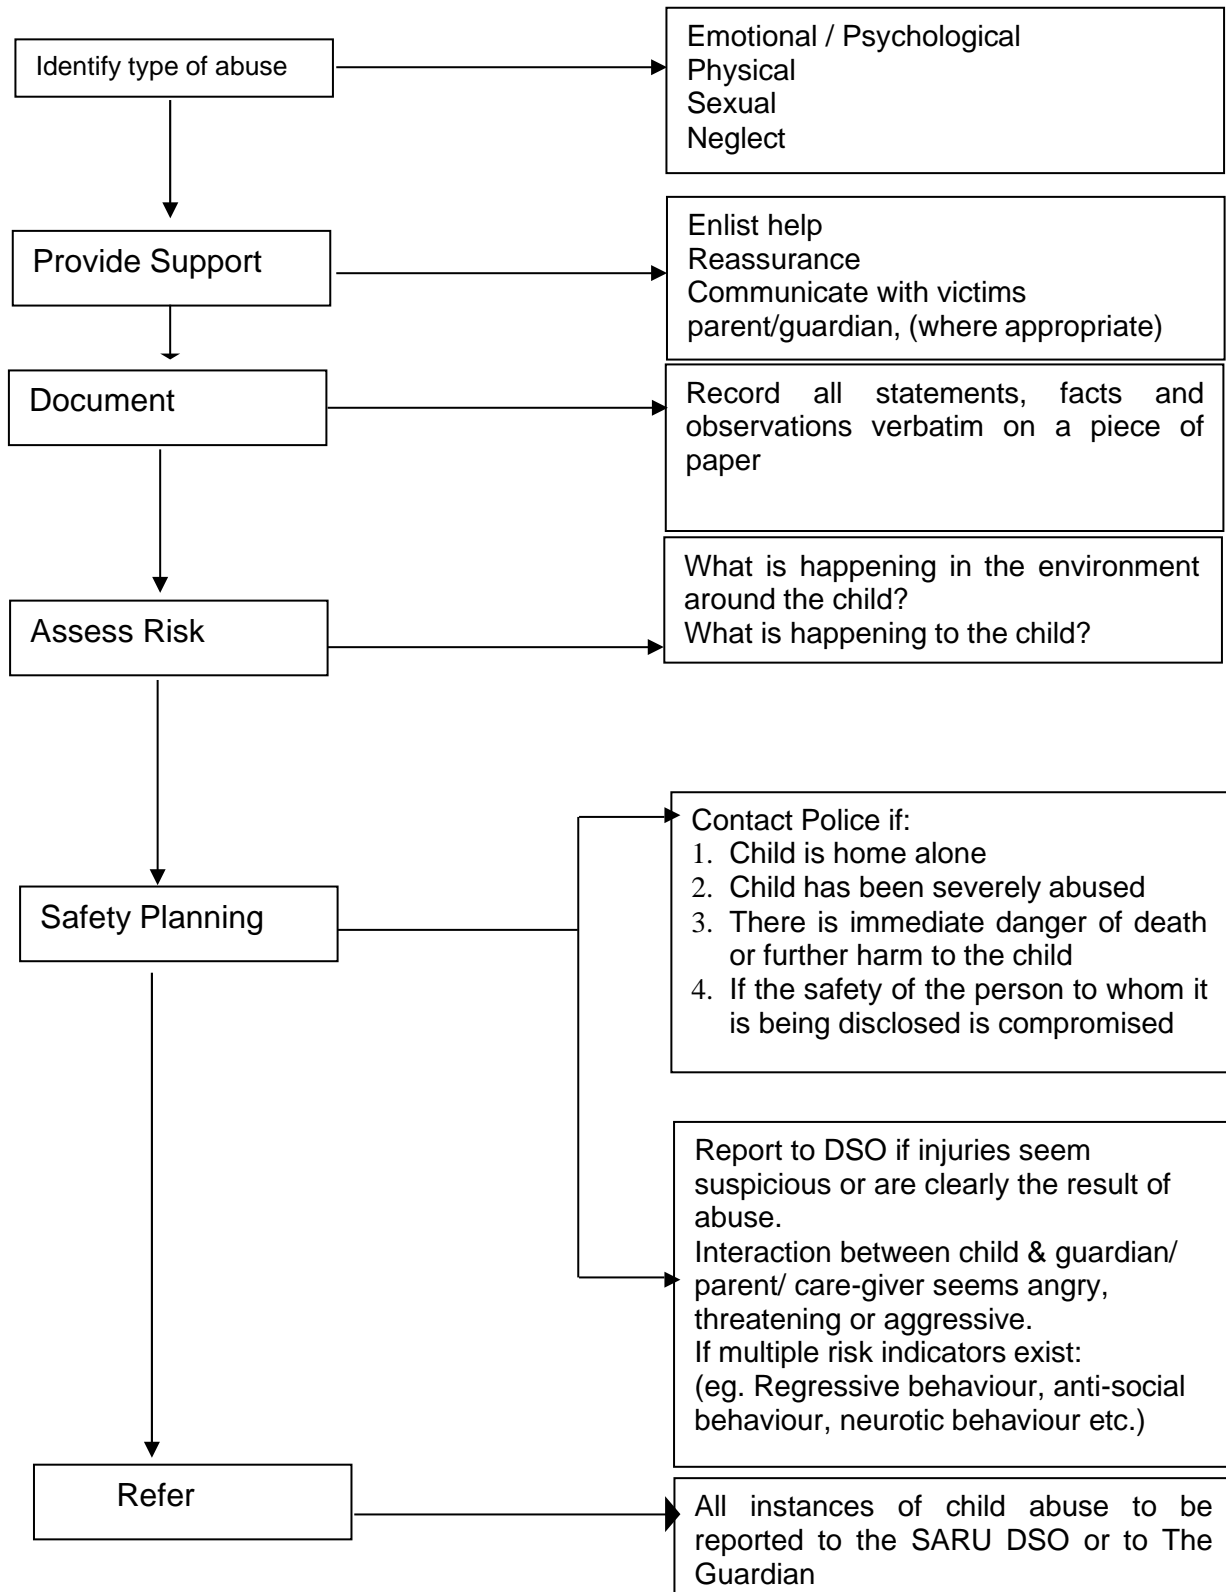 Identify type of abuse
Emotional / Psychological
Physical
Sexual
Neglect
Provide Support
Enlist help
Reassurance
Communicate with victims
parent/guardian, (where appropriate)
Document
Record all statements, facts and
observations verbatim on a piece of
paper
Assess Risk
What is happening in the environment
around the child?
What is happening to the child?
Safety Planning
Contact Police if:
1. Child is home alone
2. Child has been severely abused
3. There is immediate danger of death
or further harm to the child
4. If the safety of the person to whom it
is being disclosed is compromised
Report to DSO if injuries seem
suspicious or are clearly the result of
abuse.
Interaction between child & guardian/
parent/ care-giver seems angry,
threatening or aggressive.
If multiple risk indicators exist:
(eg. Regressive behaviour, anti-social
behaviour, neurotic behaviour etc.)
Refer
All instances of child abuse to be
reported to the SARU DSO or to The
Guardian